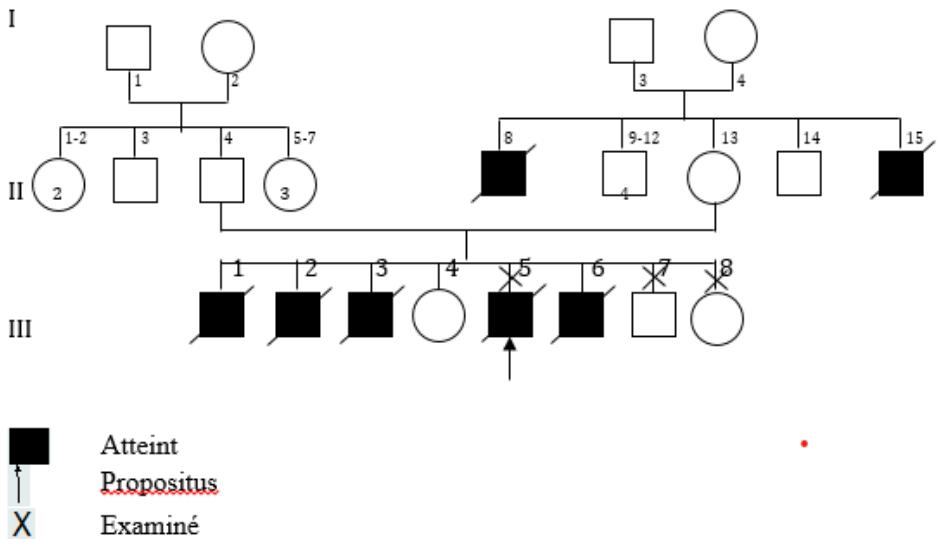 I
1 2 3 4
1-2 3 4 5-7 8 9-12 13 14 15
II 2 3 4
1 2 3 4 5 6 7 8
III
Atteint
Propositus
X Examiné